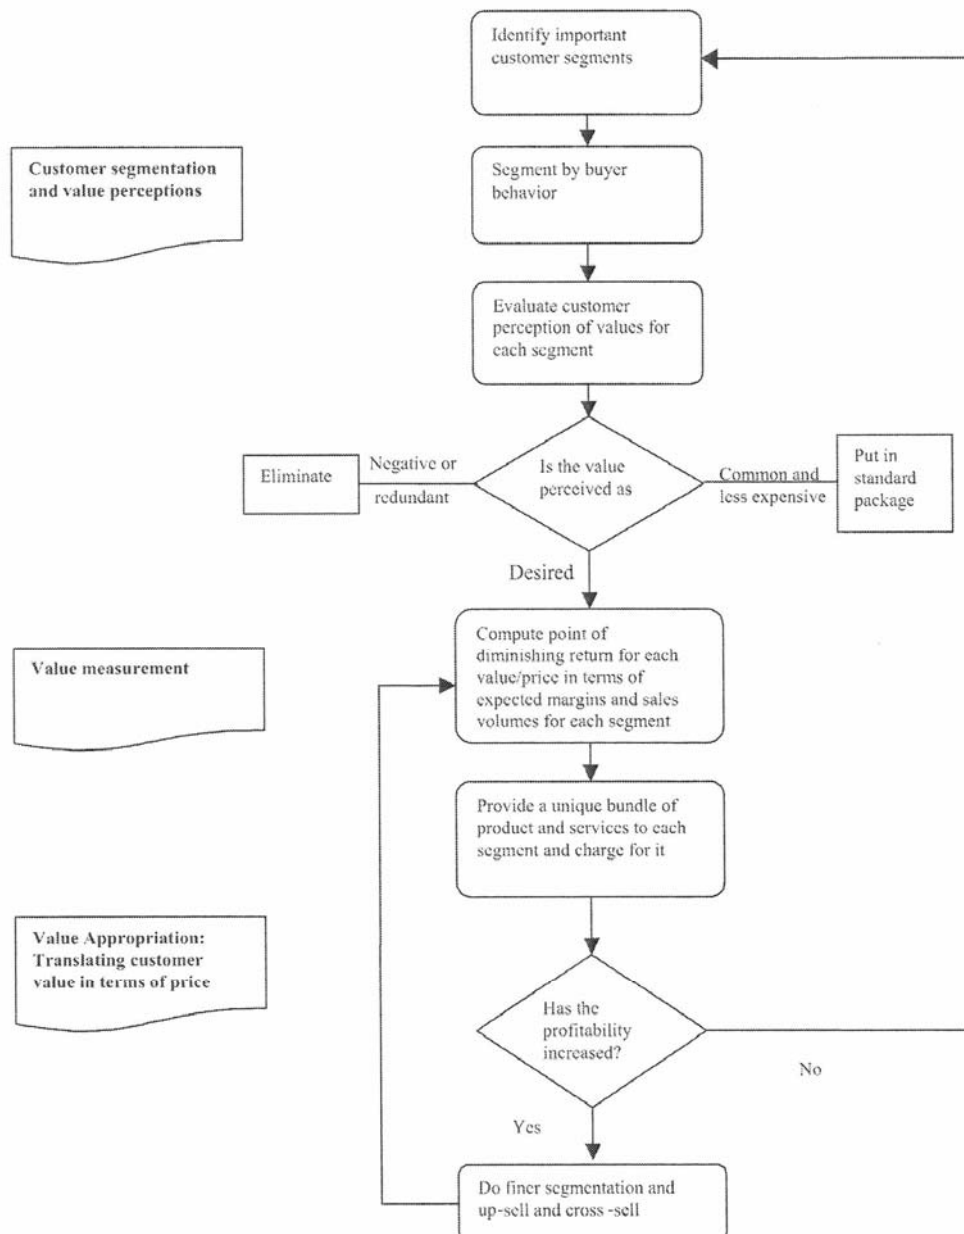 Identify important
customer segments
Customer segmentation
and value perceptions
Segment by buyer
behavior
Evaluate customer
perception of values for
each segment
Eliminate
Negative or
redundant
Is the value
perceived as
Common and
less expensive
Put in
standard
package
Desired
Value measurement
Compute point of
diminishing return for each
value/price in terms of
expected margins and sales
volumes for each segment
Provide a unique bundle of
product and services to each
segment and charge for it
Value Appropriation:
Translating customer
value in terms of price
Has the
profitability
increased?
No
Yes
Do finer segmentation and
up-sell and cross -sell